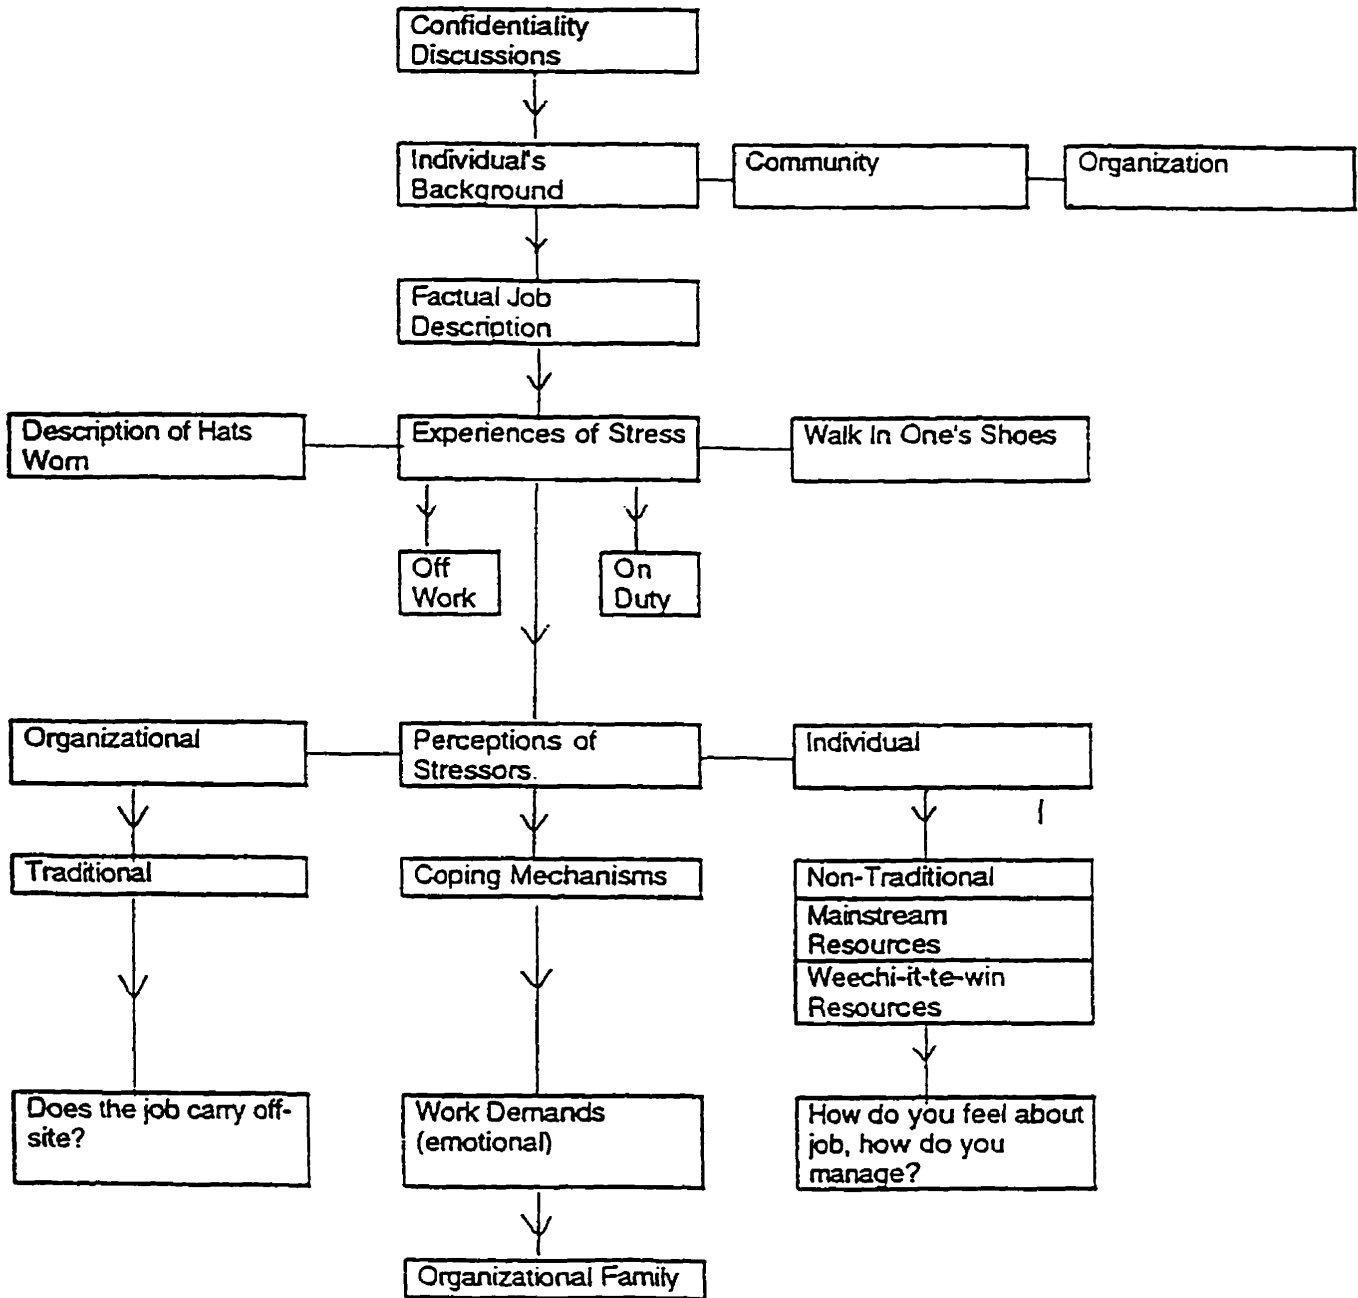 Confidentiality
Discussions
Individual's
Background
Community
Organization
Factual Job
Description
Description of Hats
Worn
Experiences of Stress
Walk In One's Shoes
Off
Work
On
Duty
Organizational
Perceptions of
Stressors.
Individual
Traditional
Coping Mechanisms
Non-Traditional
Mainstream
Resources
Weechi-it-te-win
Resources
Does the job carry off-
site?
Work Demands
(emotional)
How do you feel about
job, how do you
manage?
Organizational Family